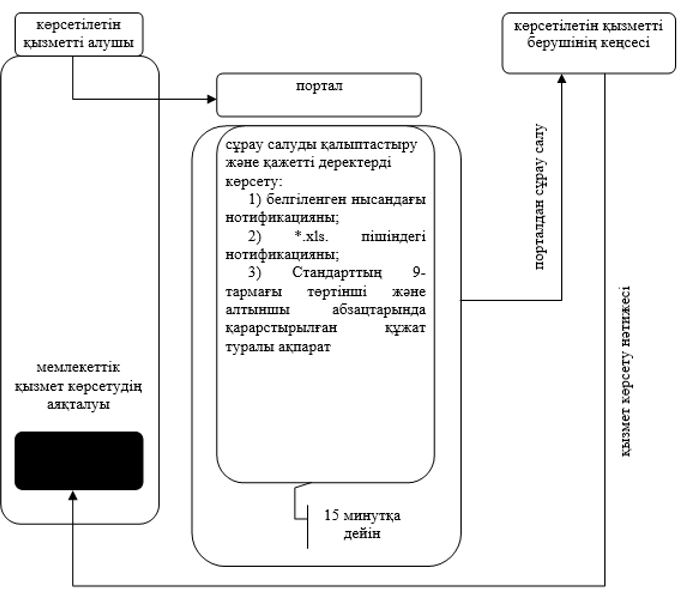 көрсетілетін
қызметті алушы
көрсетілетін қызметті
берушінің кеңсесі
портал
сұрау салуды қалыптастыру
және қажетті деректерді
көрсету:
1) белгіленген нысандағы
нотификацияны;
2) *.xls. пішіндегі
нотификацияны;
3) Стандарттың 9-
тармағы төртінші және
алтыншы абзацтарында
қарарстырылған құжат
туралы ақпарат
порталдан сұрау салу
қызмет көрсету нәтижесі
мемлекеттік
қызмет көрсетудің
аяқталуы
15 минутқа
дейін